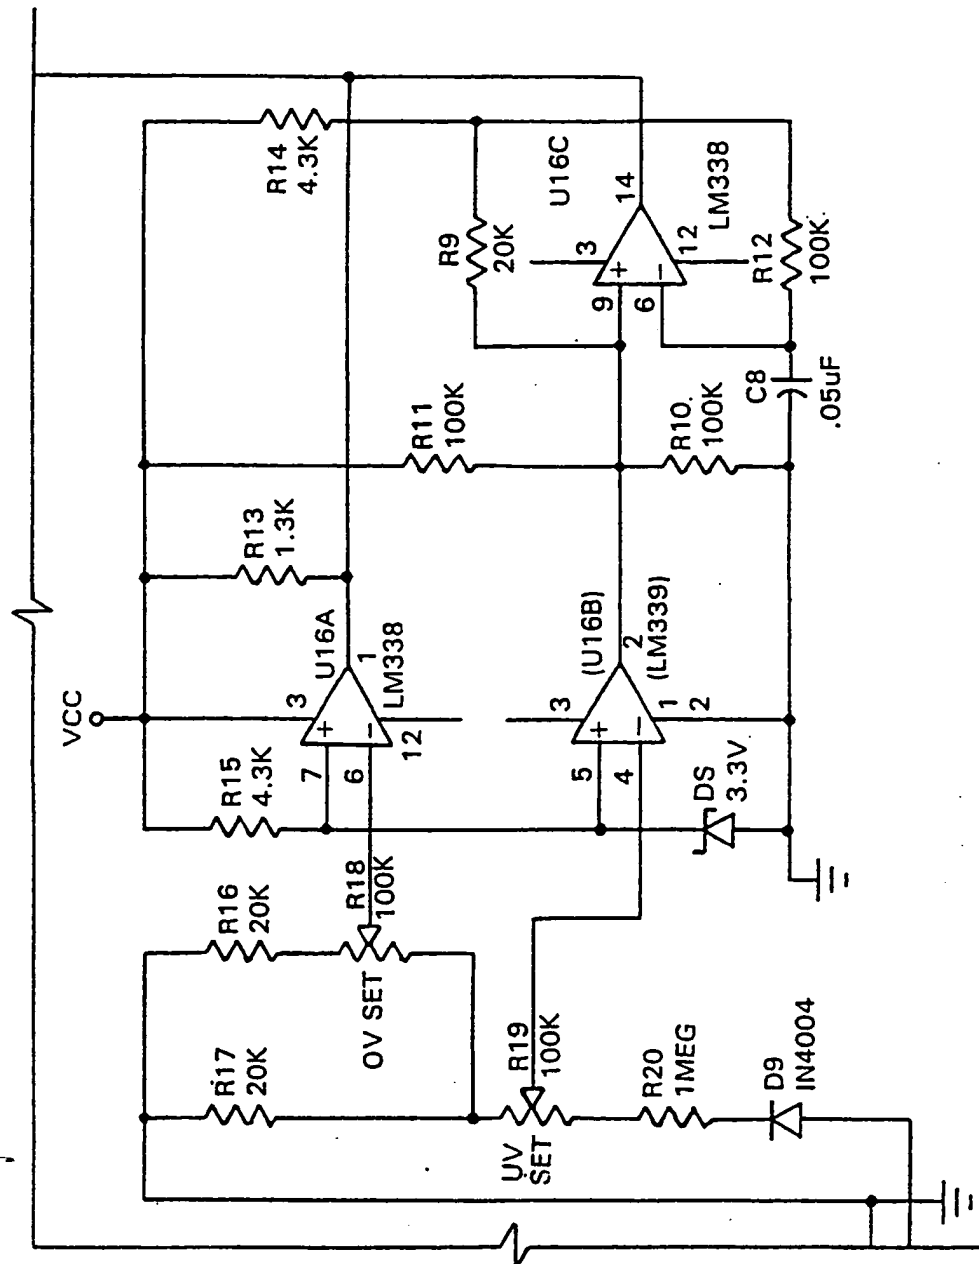 VCC
R14
4.3K
R9
20K
U16C
3
+
9
6
−
14
12
LM338
R12
100K.
R11
100K
R10.
100K
C8
.05uF
R13
1.3K
U16A
3
+
7
6
−
1
12
LM338
(U16B)
3
+
5
4
−
2
(LM339)
1
2
R15
4.3K
DS
3.3V
R16
20K
R18
100K
OV SET
R17
20K
R19
100K
UV
SET
R20
1MEG
D9
IN4004